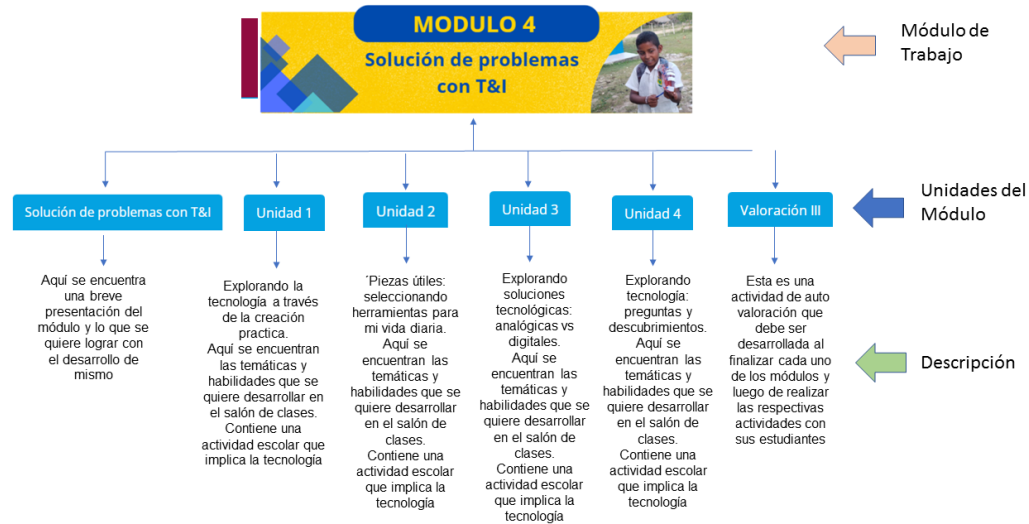 MODULO 4
Solución de problemas
con T&I
Módulo de
Trabajo
Solución de problemas con T&I
Unidad 1
Unidad 2
Unidad 3
Unidad 4
Valoración III
Unidades del
Módulo
Aquí se encuentra
una breve
presentación del
módulo y lo que se
quiere lograr con
el desarrollo de
mismo
Explorando la
tecnología a través
de la creación
practica.
Aquí se encuentran
las temáticas y
habilidades que se
quiere desarrollar en
el salón de clases.
Contiene una
actividad escolar que
implica la tecnología
“Piezas útiles:
seleccionando
herramientas para
mi vida diaria.
Aquí se
encuentran las
temáticas y
habilidades que se
quiere desarrollar
en el salón de
clases.
Contiene una
actividad escolar
que implica la
tecnología
Explorando
soluciones
tecnológicas:
analógicas vs
digitales.
Aquí se
encuentran las
temáticas y
habilidades que se
quiere desarrollar
en el salón de
clases.
Contiene una
actividad escolar
que implica la
tecnología
Explorando
tecnología:
preguntas y
descubrimientos.
Aquí se
encuentran las
temáticas y
habilidades que se
quiere desarrollar
en el salón de
clases.
Contiene una
actividad escolar
que implica la
tecnología
Esta es una
actividad de auto
valoración que
debe ser
desarrollada al
finalizar cada uno
de los módulos y
luego de realizar
las respectivas
actividades con
sus estudiantes
Descripción